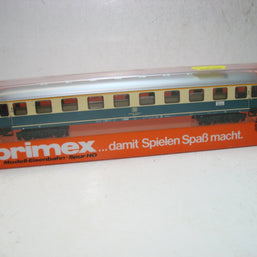 primex ...damit Spielen Spaß macht.
Modell-Eisenbahn Spur HO